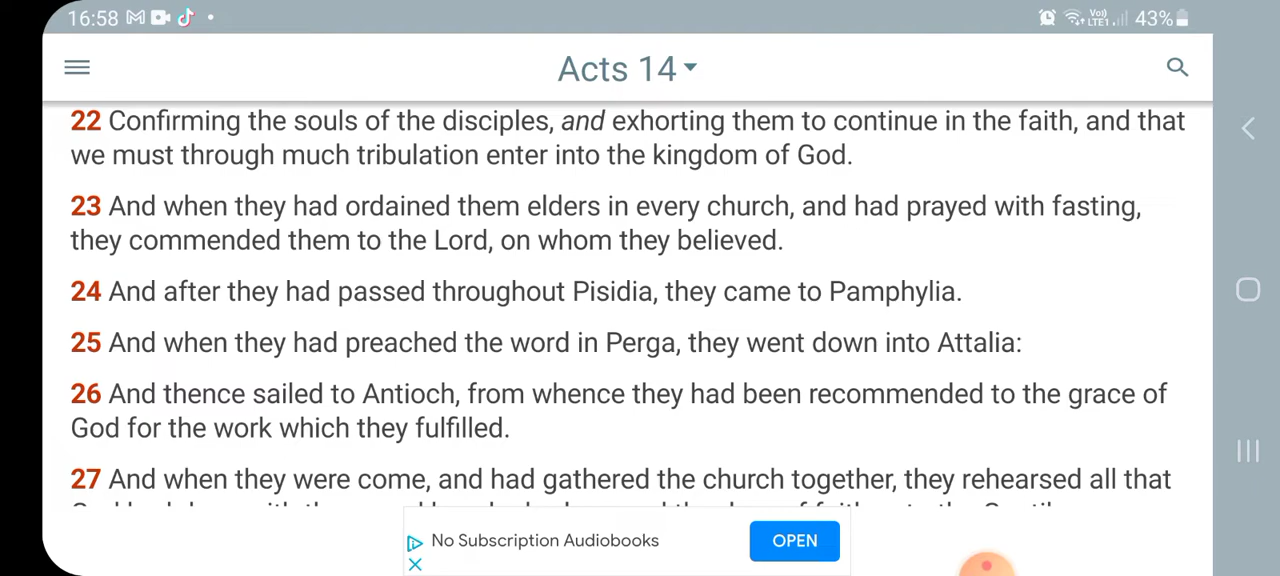 16:58
Vol)
LTE1
43%
Acts 14
22 Confirming the souls of the disciples, and exhorting them to continue in the faith, and that
we must through much tribulation enter into the kingdom of God.
23 And when they had ordained them elders in every church, and had prayed with fasting,
they commended them to the Lord, on whom they believed.
24 And after they had passed throughout Pisidia, they came to Pamphylia.
25 And when they had preached the word in Perga, they went down into Attalia:
26 And thence sailed to Antioch, from whence they had been recommended to the grace of
God for the work which they fulfilled.
27 And when they were come, and had gathered the church together, they rehearsed all that
No Subscription Audiobooks
OPEN